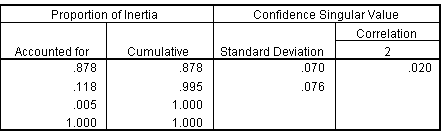 Proportion of Inertia Confidence Singular Value
Correlation
Accounted for Cumulative Standard Deviation 2
.878 .878 .070 .020
.118 .995 .076
.005 1.000
1.000 1.000